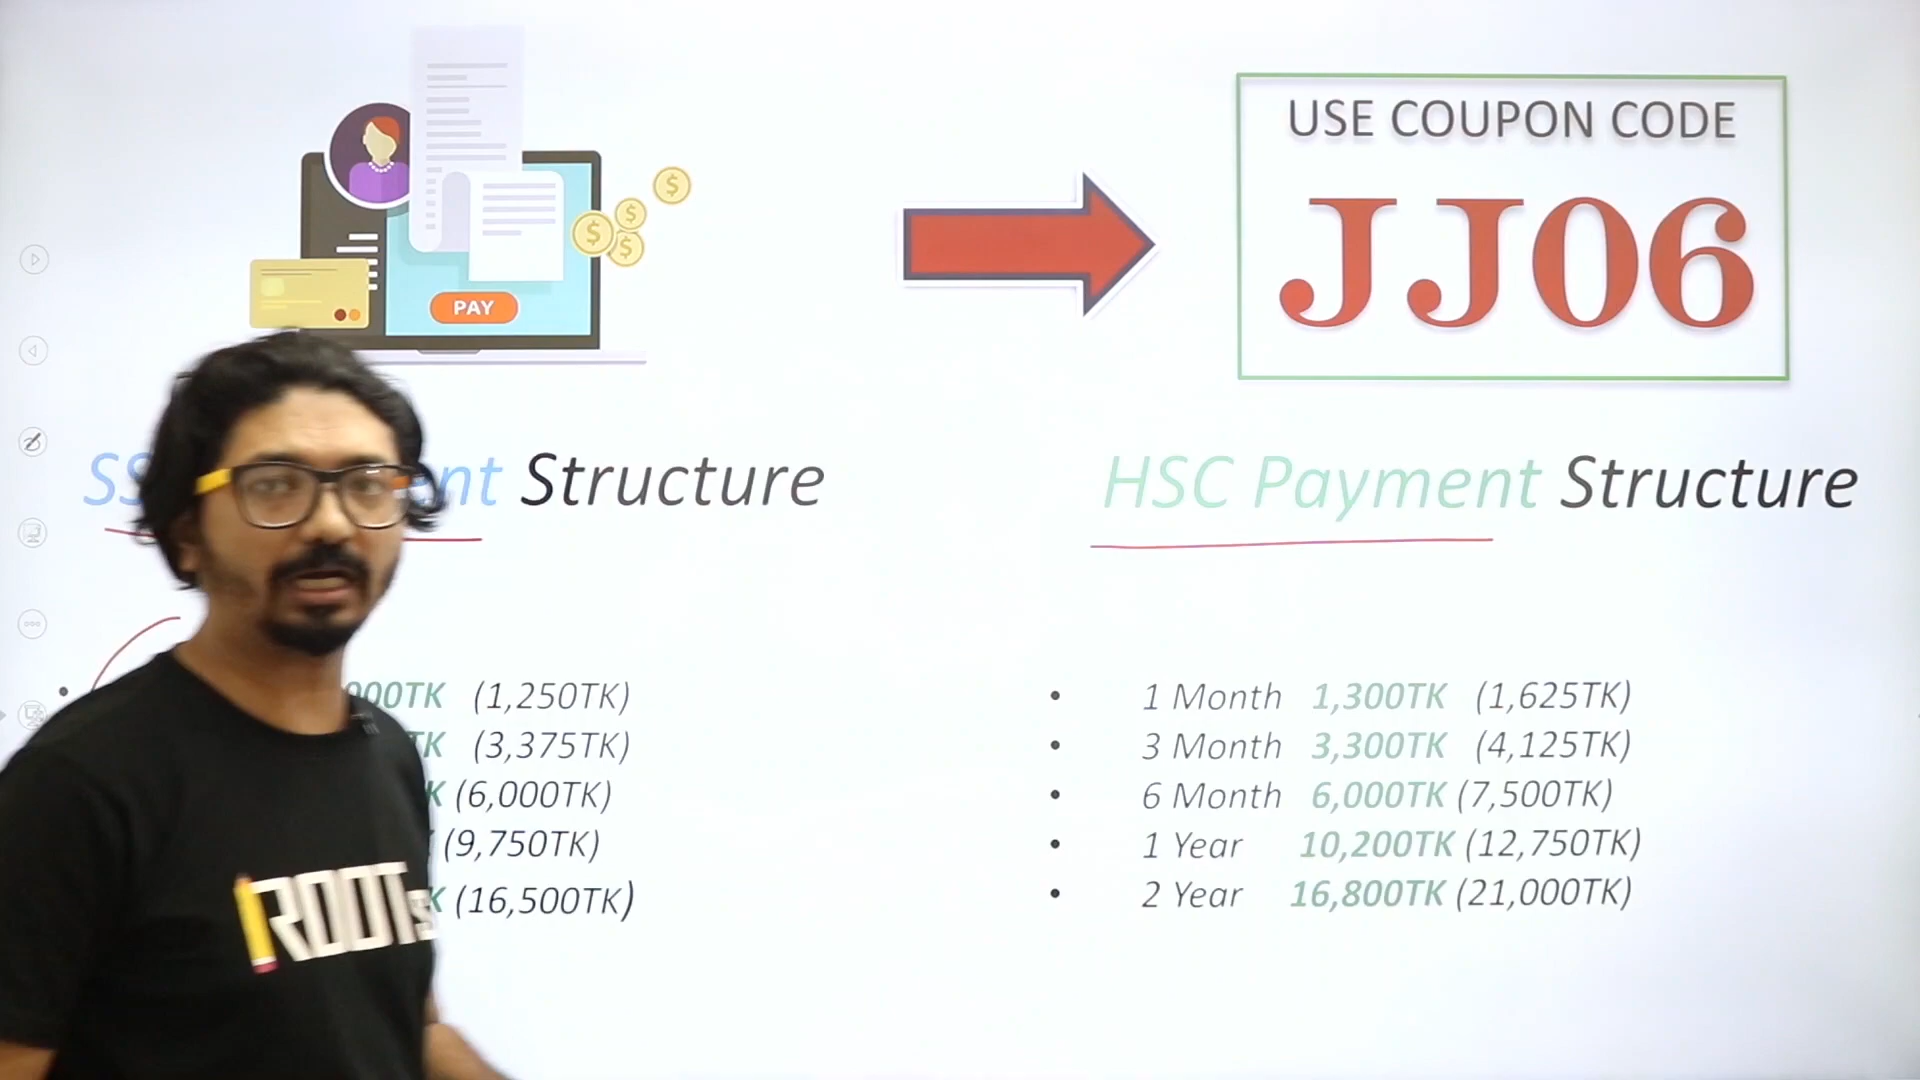 USE COUPON CODE
JJ06
PAY
Structure
HSC Payment Structure
(1,250TK)
(3,375TK)
(6,000TK)
(9,750TK)
(16,500TK)
• 1 Month 1,300TK (1,625TK)
• 3 Month 3,300TK (4,125TK)
• 6 Month 6,000TK (7,500TK)
• 1 Year 10,200TK (12,750TK)
• 2 Year 16,800TK (21,000TK)
ROOTs